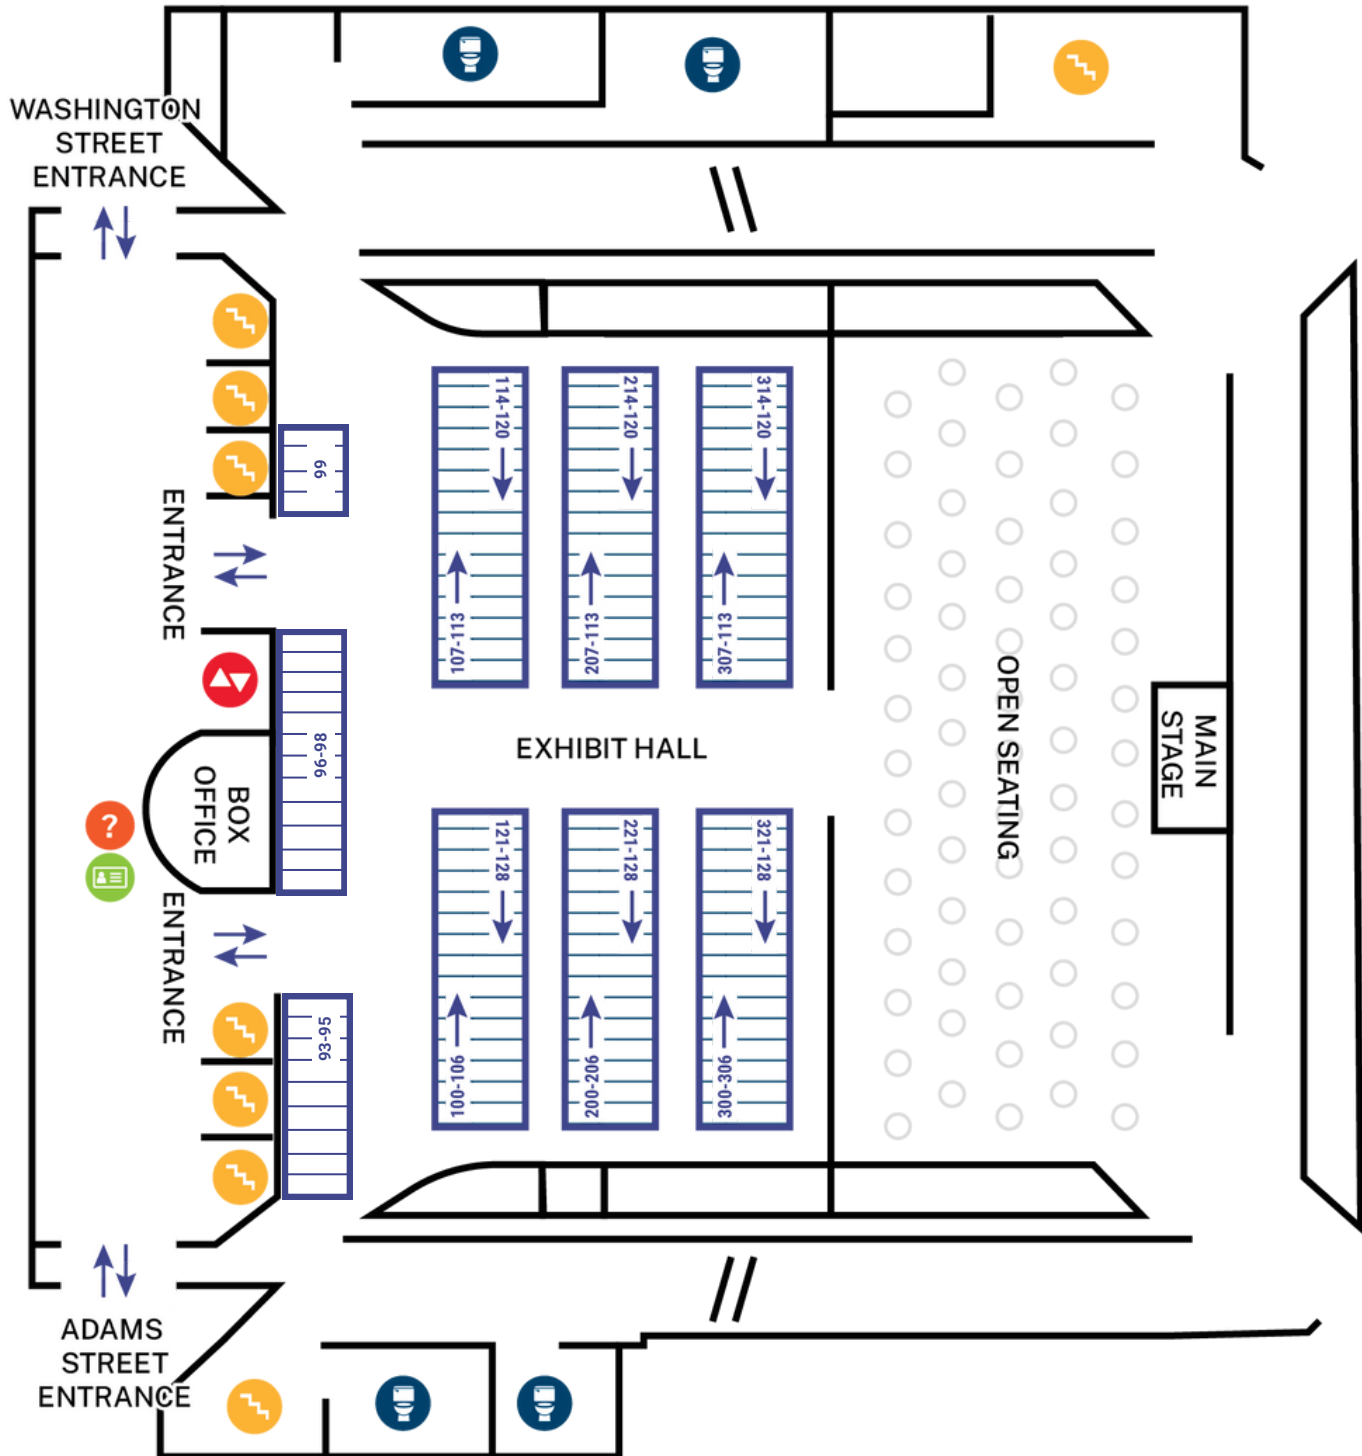 WASHINGTON
STREET
ENTRANCE
114-120
214-120
314-120
99
ENTRANCE
107-113
207-113
307-113
EXHIBIT HALL
OPEN SEATING
MAIN
STAGE
96-98
BOX
OFFICE
?
121-128
221-128
321-128
ENTRANCE
93-95
100-106
200-206
300-306
ADAMS
STREET
ENTRANCE